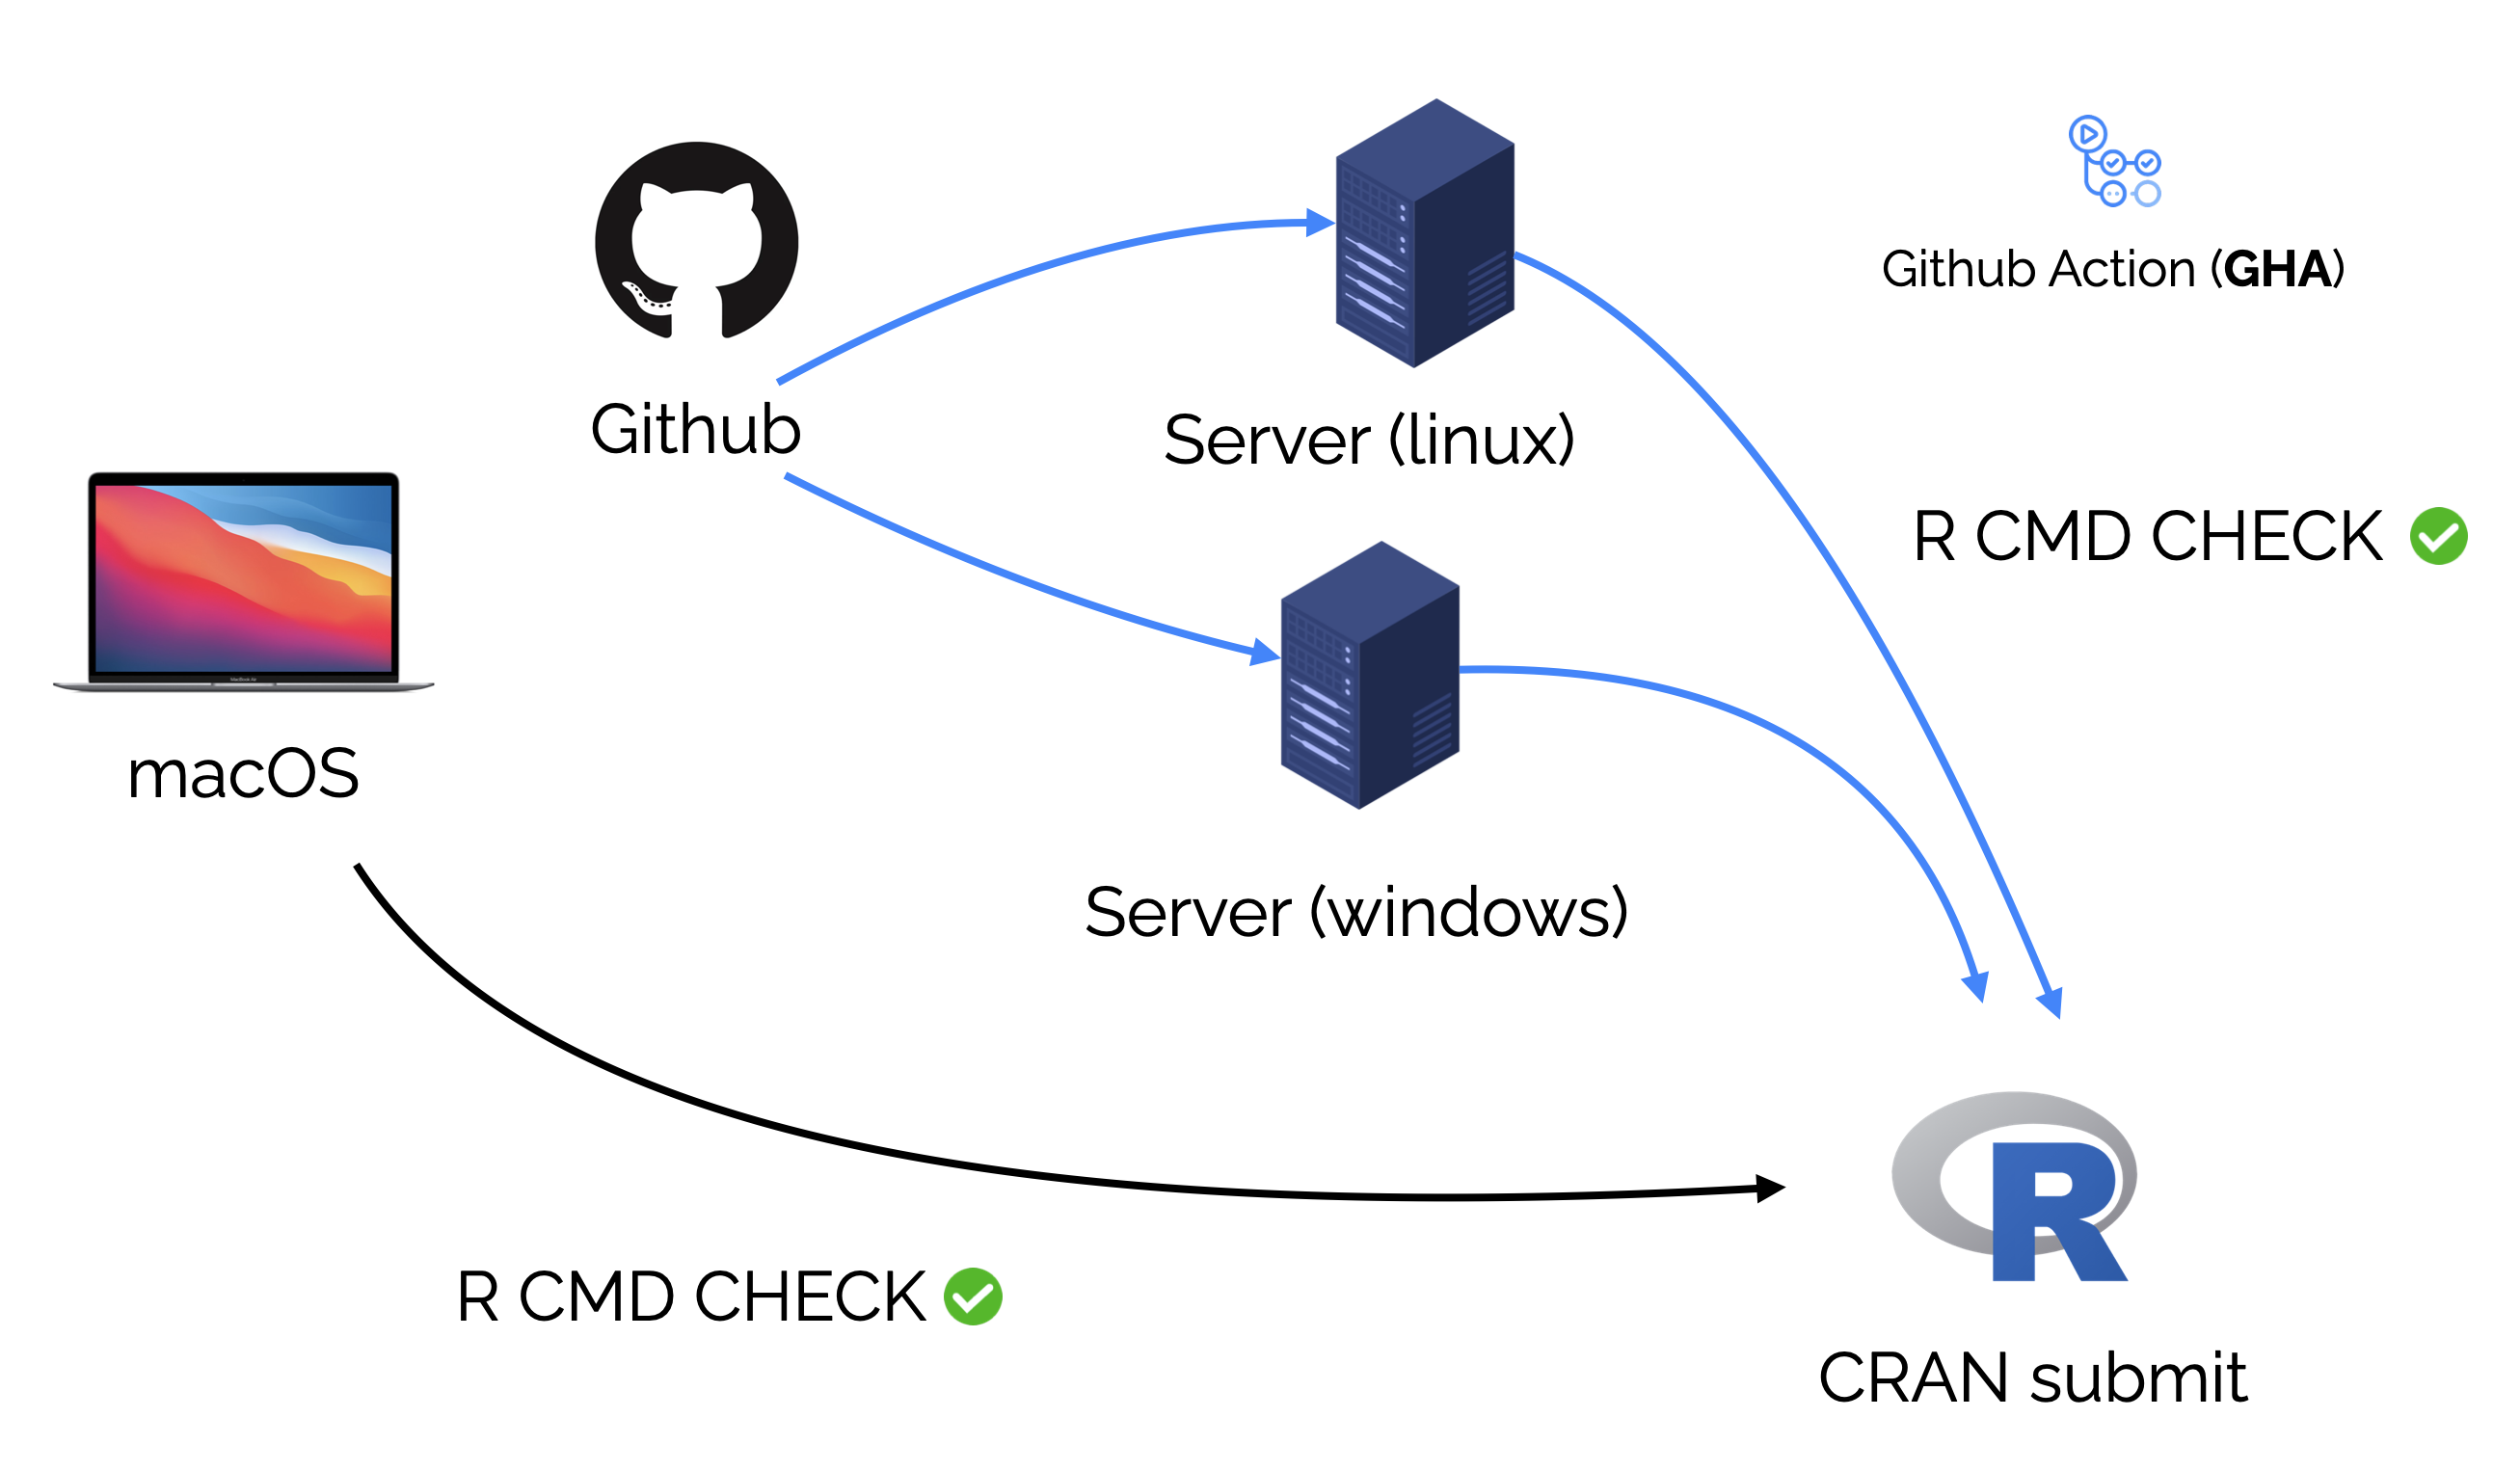 Github Action (GHA)
Github
Server (linux)
R CMD CHECK
macOS
Server (windows)
R CMD CHECK
CRAN submit